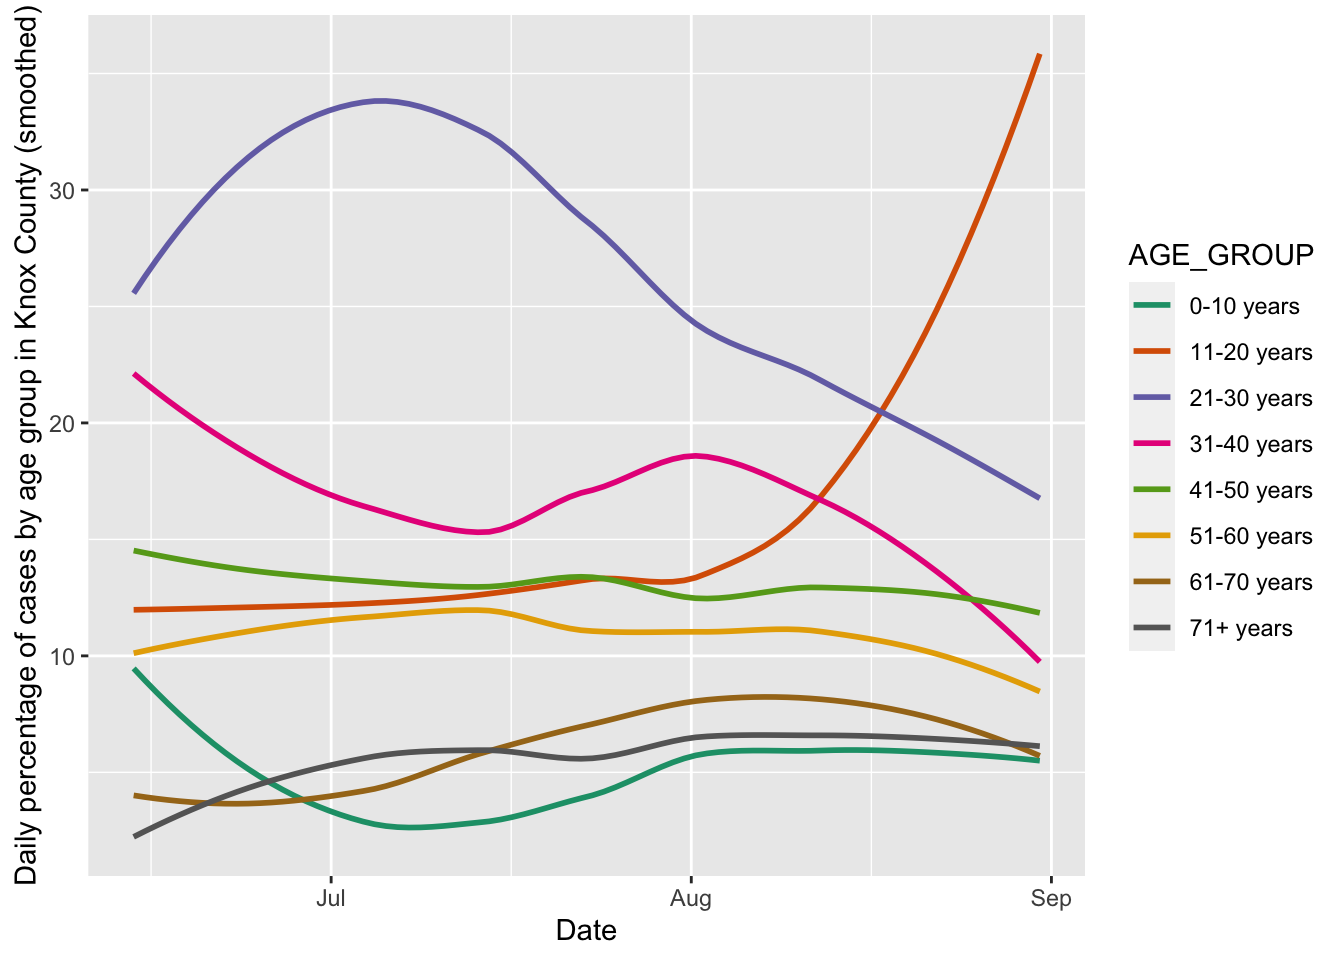 Daily percentage of cases by age group in Knox County (smoothed)
30
20
10
Jul
Aug
Sep
Date
AGE_GROUP
0-10 years
11-20 years
21-30 years
31-40 years
41-50 years
51-60 years
61-70 years
71+ years